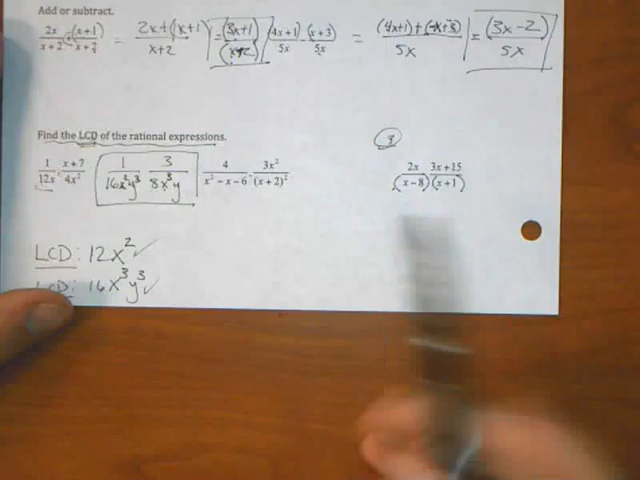 Add or subtract.
2x/x+2 + (x+1)/x+2 = 2x+(x+1)/x+2 = (3x+1)/(x+2) (4x+1)/5x - (x+3)/5x = (4x+1)+(-x+-3)/5x = (3x-2)/5x
Find the LCD of the rational expressions.
1/12x, x+7/4x² 1/16x²y³ 3/8x³y 4/x²-x-6, 3x²/(x+2)² 2x/(x-8) 3x+15/(x+1)
LCD: 12x² ✓
LCD: 16x³y³ ✓